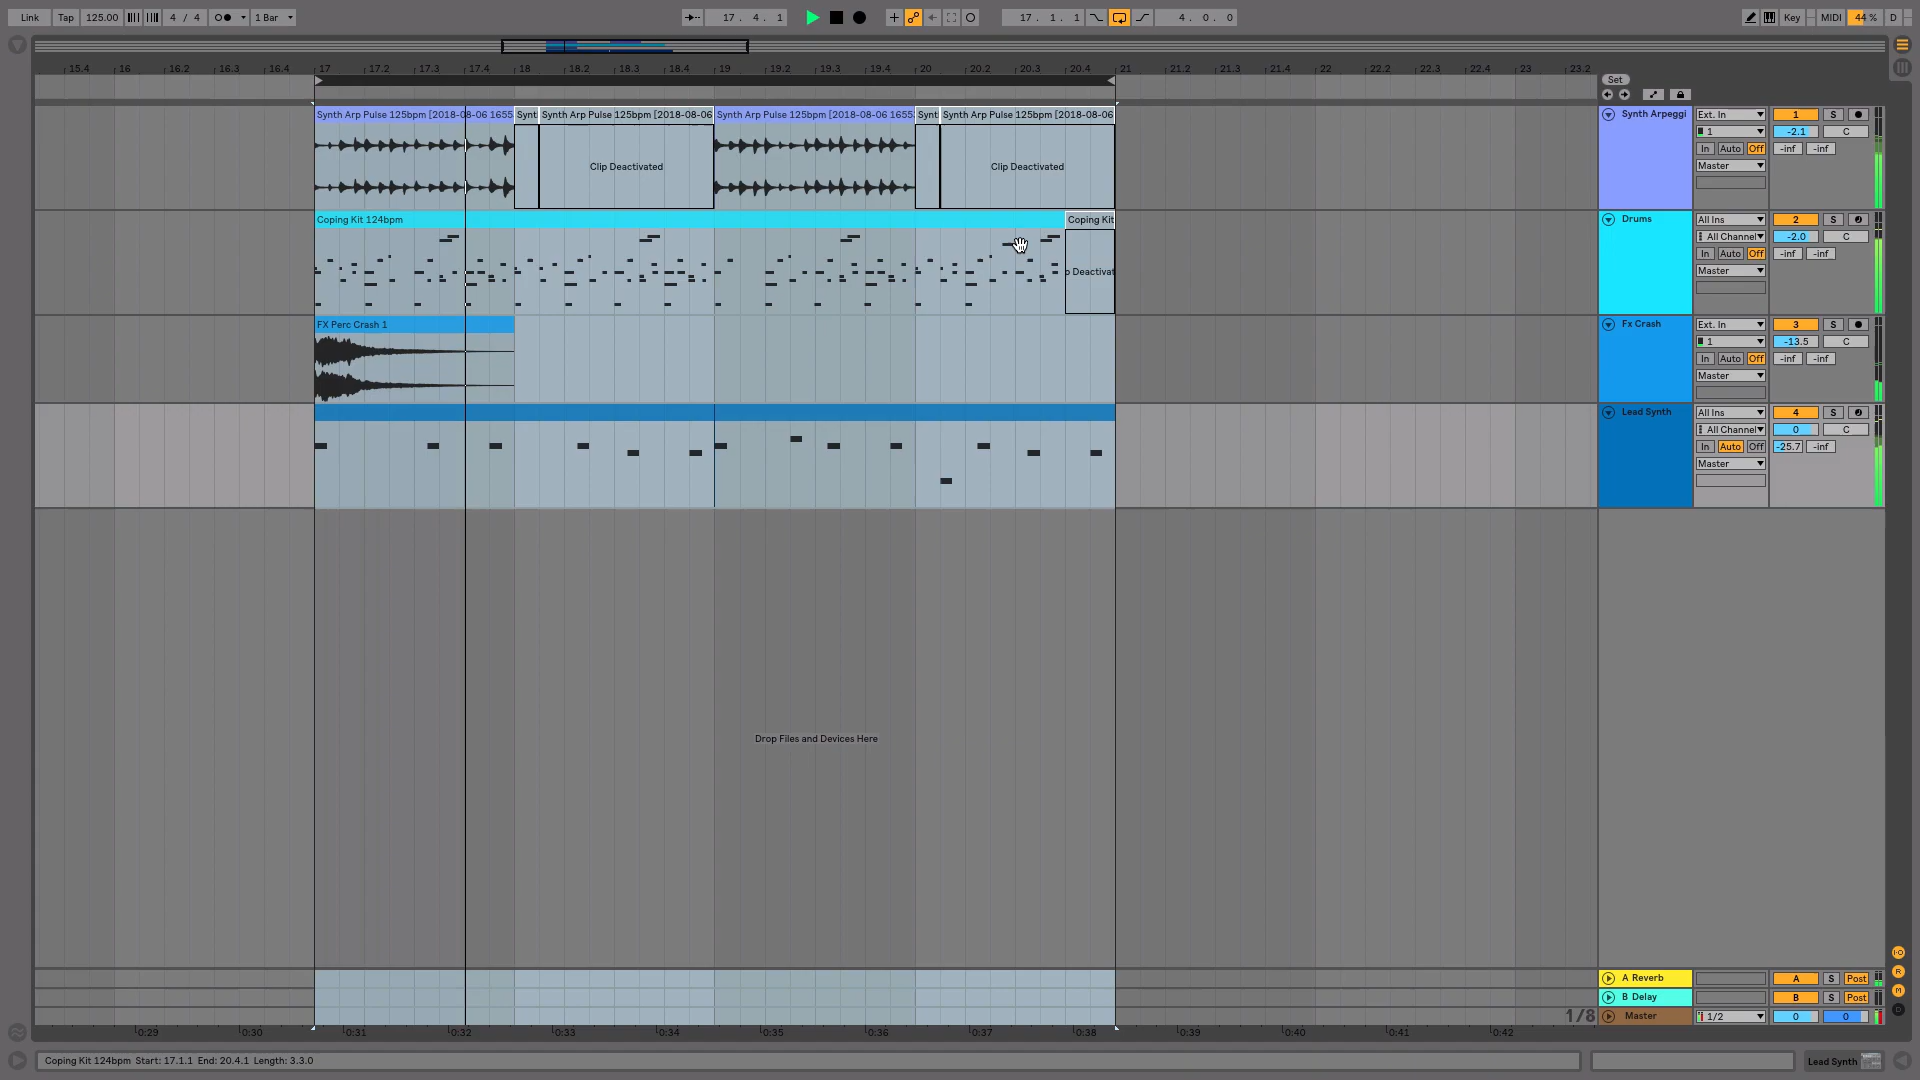 Link Tap 125.00 4 / 4 1 Bar 17 . 4 . 1 17 . 1 . 1 4 . 0 . 0 Key MIDI 44 % D
15.4 16 16.2 16.3 16.4 17 17.2 17.3 17.4 18 18.2 18.3 18.4 19 19.2 19.3 19.4 20 20.2 20.3 20.4 21 21.2 21.3 21.4 22 22.2 22.3 22.4 23 23.2
Set
Synth Arp Pulse 125bpm [2018-08-06 1655 Synt Synth Arp Pulse 125bpm [2018-08-06 Synth Arp Pulse 125bpm [2018-08-06 1655 Synt Synth Arp Pulse 125bpm [2018-08-06 Synth Arpeggi Ext. In 1 S
1 -2.1 C
In Auto Off -inf -inf
Clip Deactivated Clip Deactivated Master
Coping Kit 124bpm Coping Kit Drums All Ins 2 S
All Channel -2.0 C
In Auto Off -inf -inf
p Deactivat Master
FX Perc Crash 1 Fx Crash Ext. In 3 S
1 -13.5 C
In Auto Off -inf -inf
Master
Lead Synth All Ins 4 S
All Channel 0 C
In Auto Off -25.7 -inf
Master
Drop Files and Devices Here
A Reverb A S Post
B Delay B S Post
1/8 Master 1/2 0 0
0:29 0:30 0:31 0:32 0:33 0:34 0:35 0:36 0:37 0:38 0:39 0:40 0:41 0:42
Coping Kit 124bpm Start: 17.1.1 End: 20.4.1 Length: 3.3.0 Lead Synth